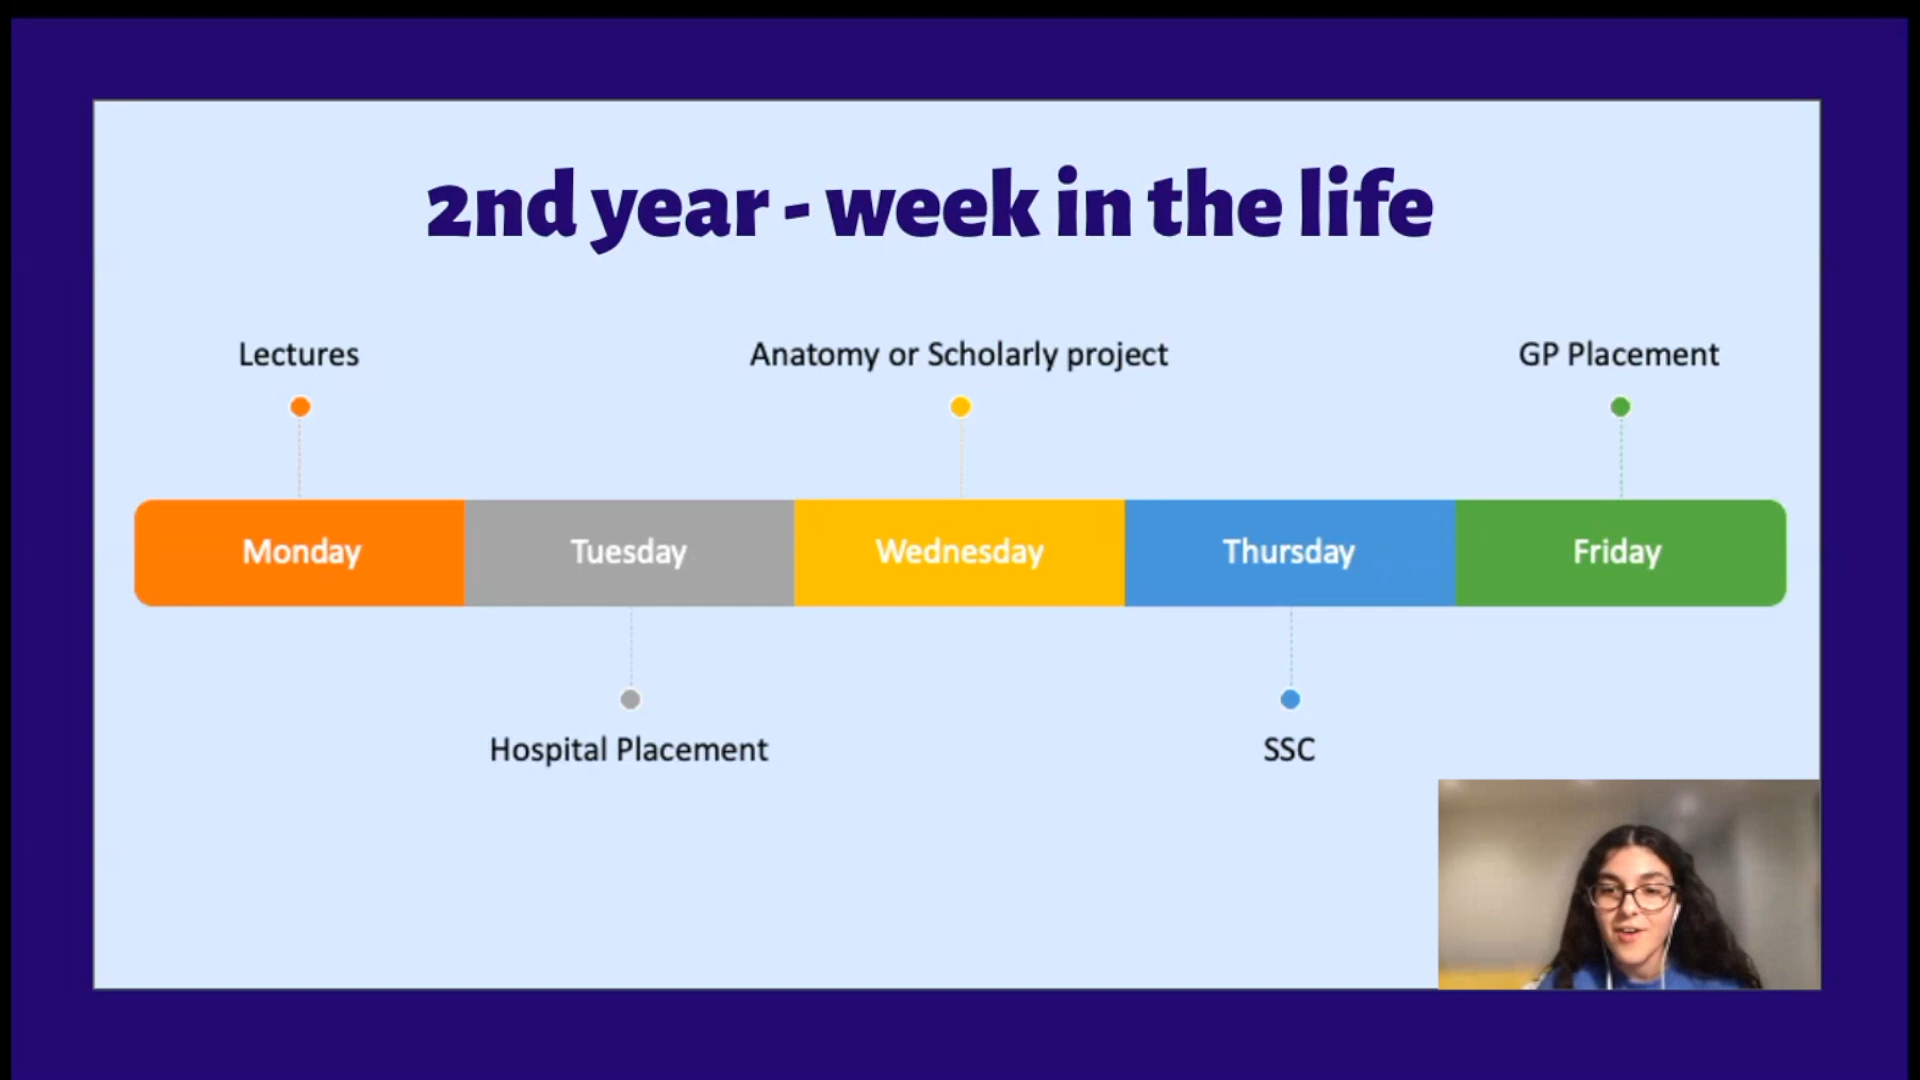 2nd year - week in the life
Lectures
Anatomy or Scholarly project
GP Placement
Monday
Tuesday
Wednesday
Thursday
Friday
Hospital Placement
SSC